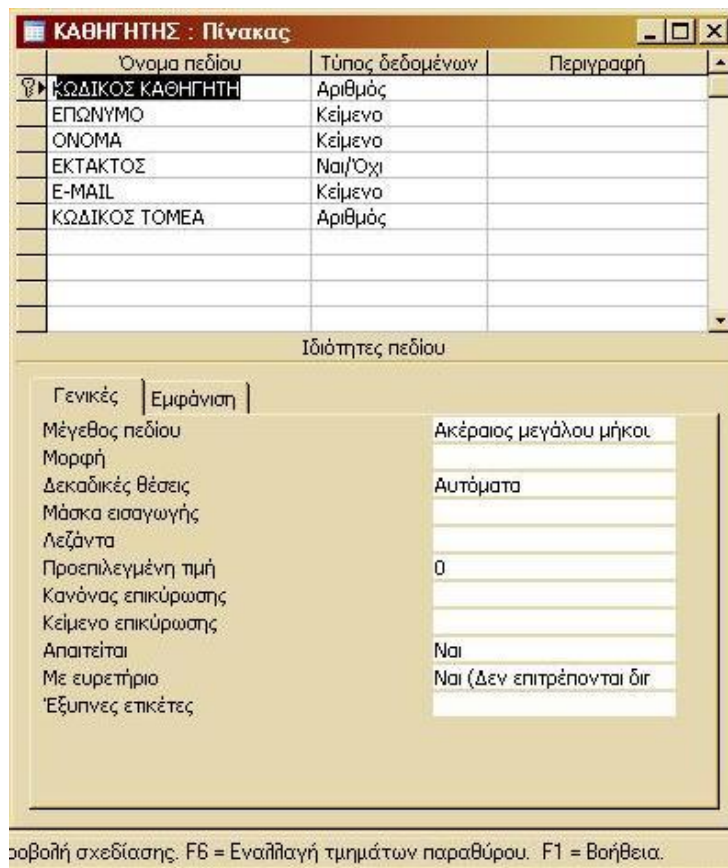 ΚΑΘΗΓΗΤΗΣ : Πίνακας
Όνομα πεδίου Τύπος δεδομένων Περιγραφή
ΚΩΔΙΚΟΣ ΚΑΘΗΓΗΤΗ Αριθμός
ΕΠΩΝΥΜΟ Κείμενο
ΟΝΟΜΑ Κείμενο
ΕΚΤΑΚΤΟΣ Ναι/Όχι
E-MAIL Κείμενο
ΚΩΔΙΚΟΣ ΤΟΜΕΑ Αριθμός
Ιδιότητες πεδίου
Γενικές Εμφάνιση
Μέγεθος πεδίου Ακέραιος μεγάλου μήκου
Μορφή
Δεκαδικές θέσεις Αυτόματα
Μάσκα εισαγωγής
Λεζάντα
Προεπιλεγμένη τιμή 0
Κανόνας επικύρωσης
Κείμενο επικύρωσης
Απαιτείται Ναι
Με ευρετήριο Ναι (Δεν επιτρέπονται διπ
Έξυπνες ετικέτες
ροβολή σχεδίασης. F6 = Εναλλαγή τμημάτων παραθύρου. F1 = Βοήθεια.